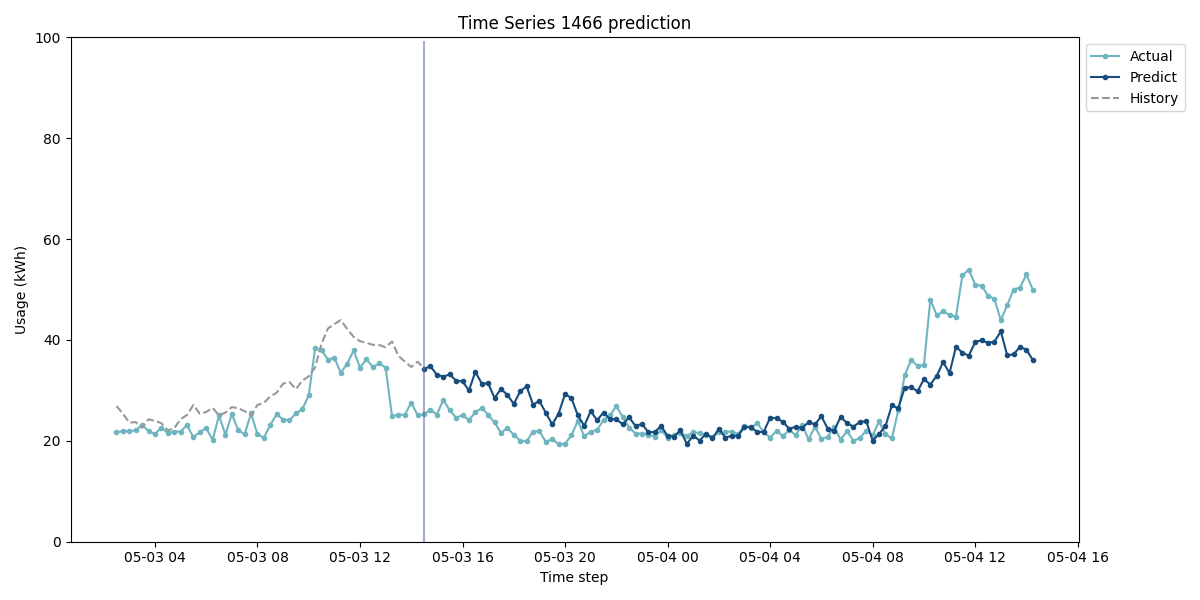 Time Series 1466 prediction
100
80
60
40
20
0
Usage (kWh)
05-03 04
05-03 08
05-03 12
05-03 16
05-03 20
05-04 00
05-04 04
05-04 08
05-04 12
05-04 16
Time step
Actual
Predict
History